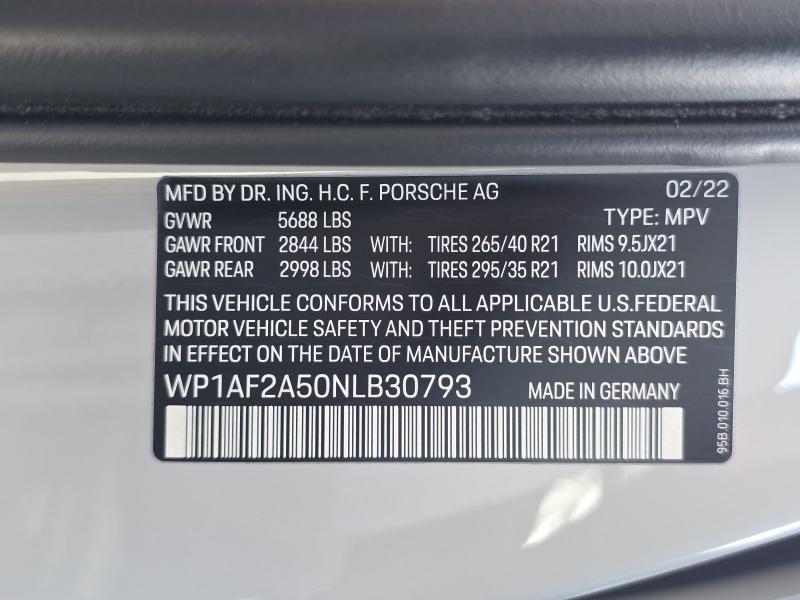 MFD BY DR. ING. H.C. F. PORSCHE AG 02/22
GVWR 5688 LBS TYPE: MPV
GAWR FRONT 2844 LBS WITH: TIRES 265/40 R21 RIMS 9.5JX21
GAWR REAR 2998 LBS WITH: TIRES 295/35 R21 RIMS 10.0JX21
THIS VEHICLE CONFORMS TO ALL APPLICABLE U.S.FEDERAL
MOTOR VEHICLE SAFETY AND THEFT PREVENTION STANDARDS
IN EFFECT ON THE DATE OF MANUFACTURE SHOWN ABOVE
WP1AF2A50NLB30793 MADE IN GERMANY
95B.010.016.BH